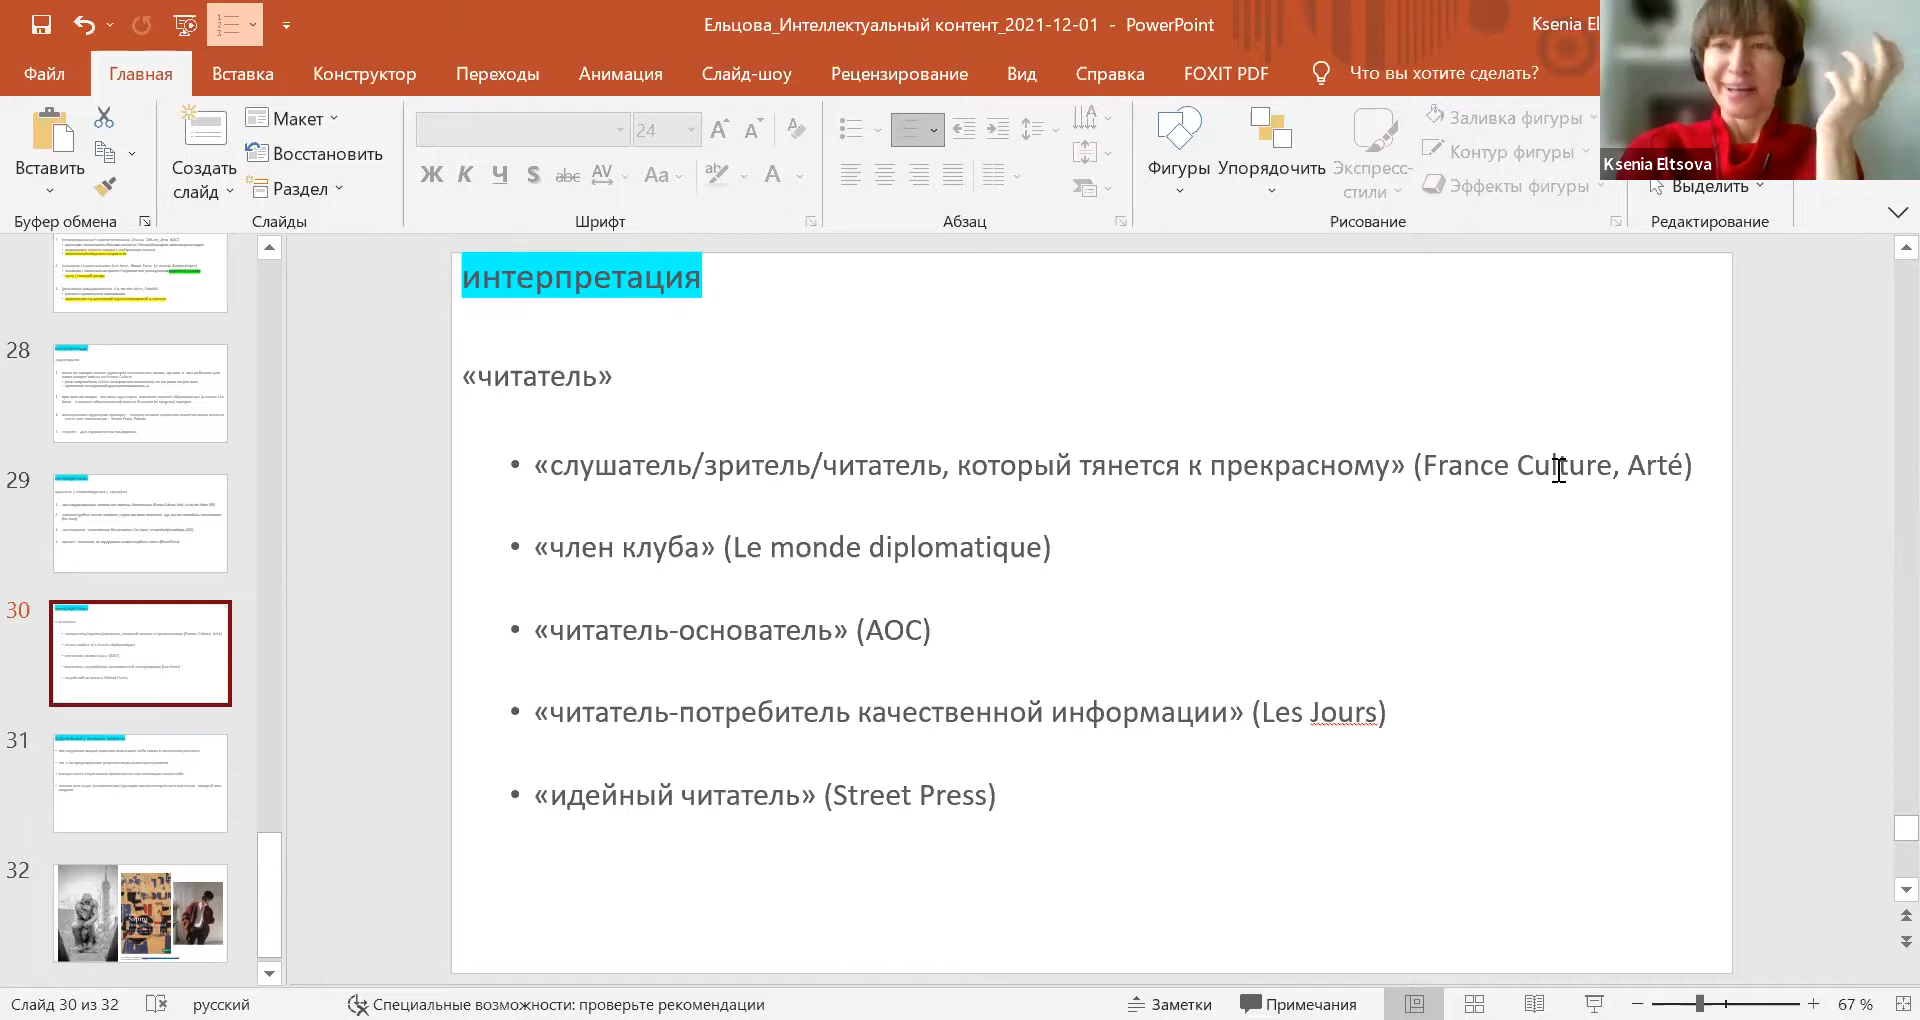 Ельцова_Интеллектуальный контент_2021-12-01 - PowerPoint
Ksenia El
Файл Главная Вставка Конструктор Переходы Анимация Слайд-шоу Рецензирование Вид Справка FOXIT PDF Что вы хотите сделать?
Ksenia Eltsova
Вставить
Создать слайд
Макет
Восстановить
Раздел
24
Ж К Ч S abc AV Aa A
Фигуры Упорядочить Экспресс-стили
Заливка фигуры
Контур фигуры
Эффекты фигуры
Выделить
Буфер обмена Слайды Шрифт Абзац Рисование Редактирование
28
29
30
31
32
интерпретация
«читатель»
• «слушатель/зритель/читатель, который тянется к прекрасному» (France Culture, Arté)
• «член клуба» (Le monde diplomatique)
• «читатель-основатель» (AOC)
• «читатель-потребитель качественной информации» (Les Jours)
• «идейный читатель» (Street Press)
Слайд 30 из 32 русский Специальные возможности: проверьте рекомендации Заметки Примечания 67 %